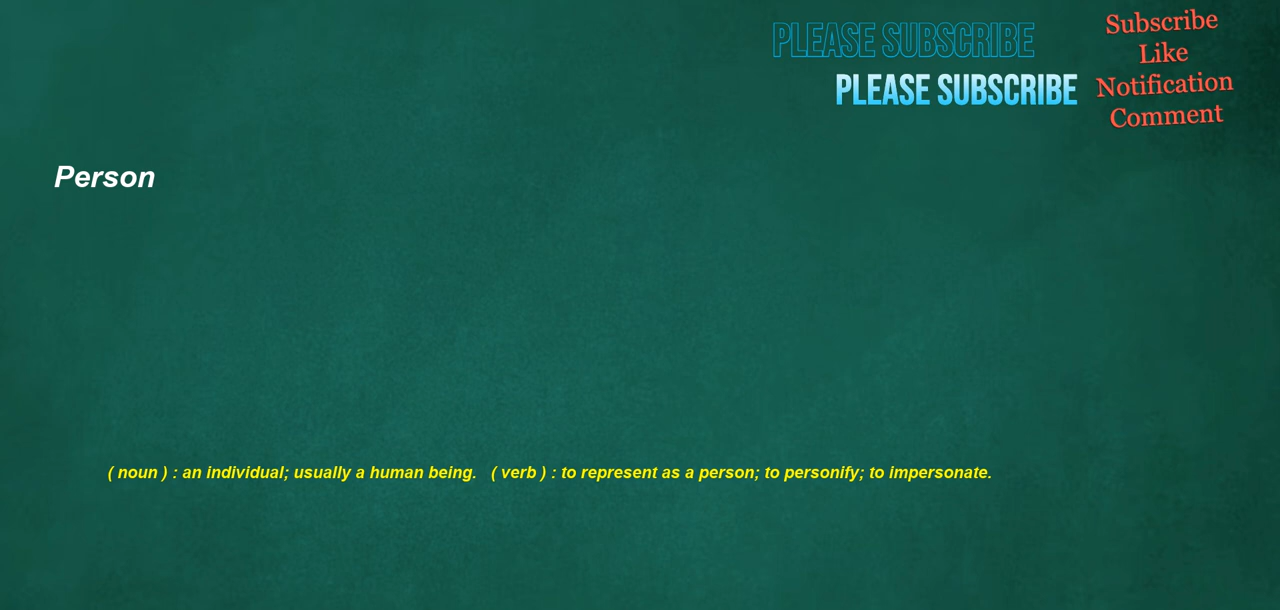 PLEASE SUBSCRIBE
PLEASE SUBSCRIBE
Subscribe
Like
Notification
Comment
Person
( noun ) : an individual; usually a human being. ( verb ) : to represent as a person; to personify; to impersonate.